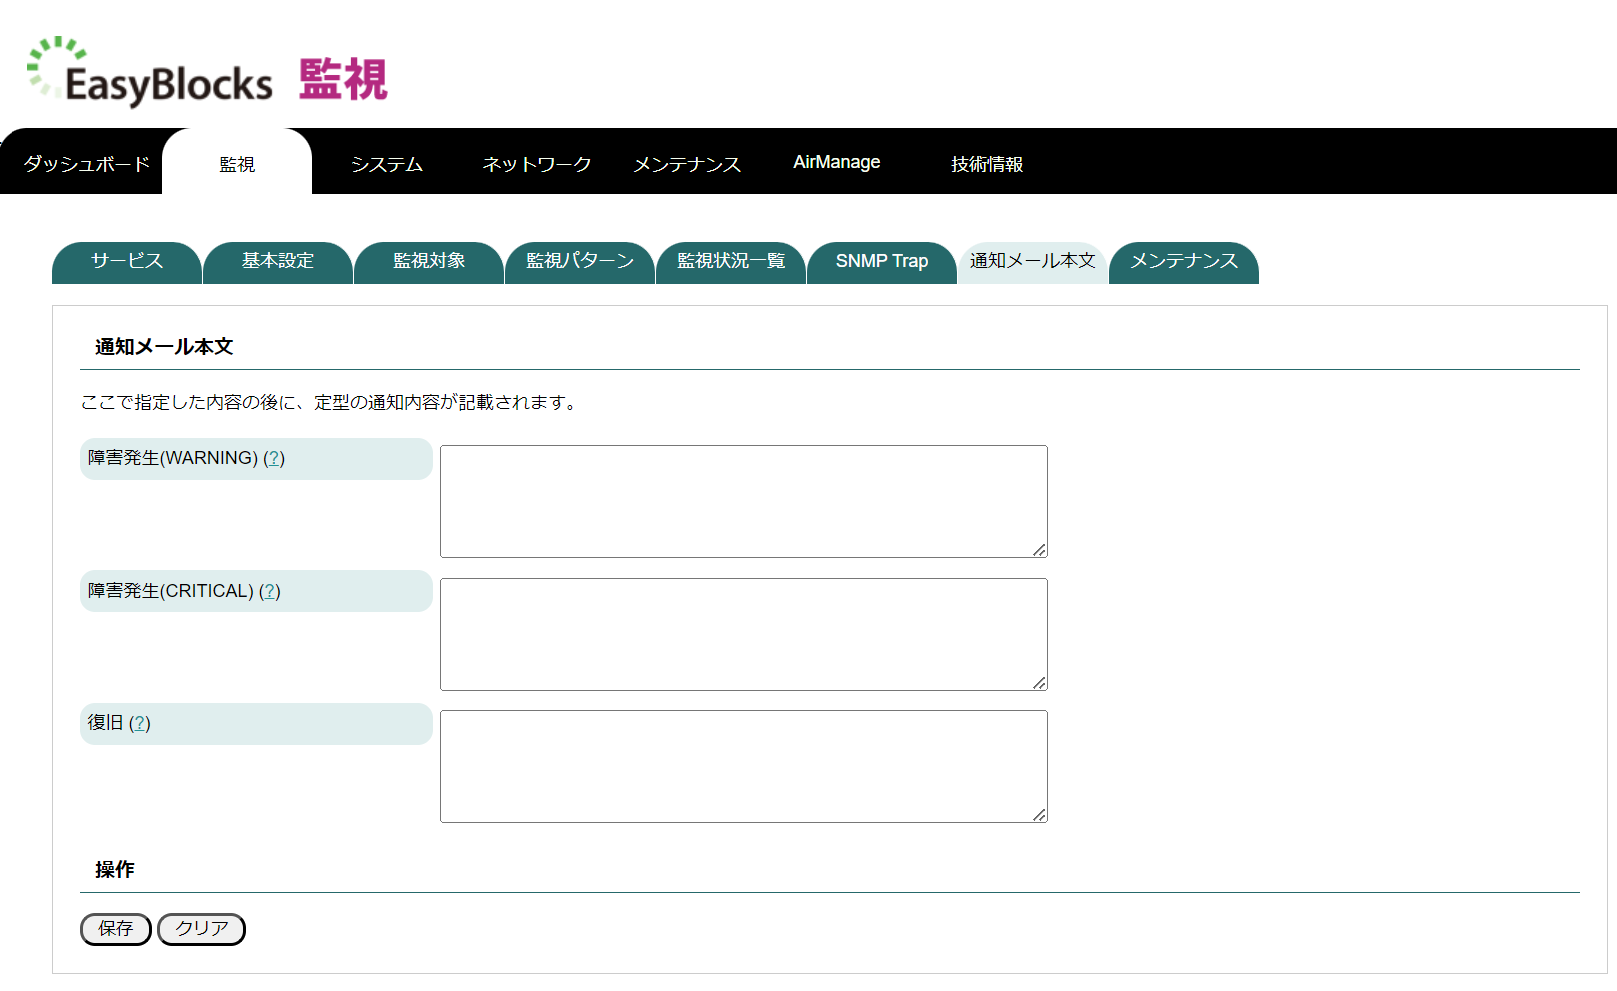 EasyBlocks 監視
ダッシュボード 監視 システム ネットワーク メンテナンス AirManage 技術情報
サービス 基本設定 監視対象 監視パターン 監視状況一覧 SNMP Trap 通知メール本文 メンテナンス
通知メール本文
ここで指定した内容の後に、定型の通知内容が記載されます。
障害発生(WARNING) (?)
障害発生(CRITICAL) (?)
復旧 (?)
操作
保存 クリア